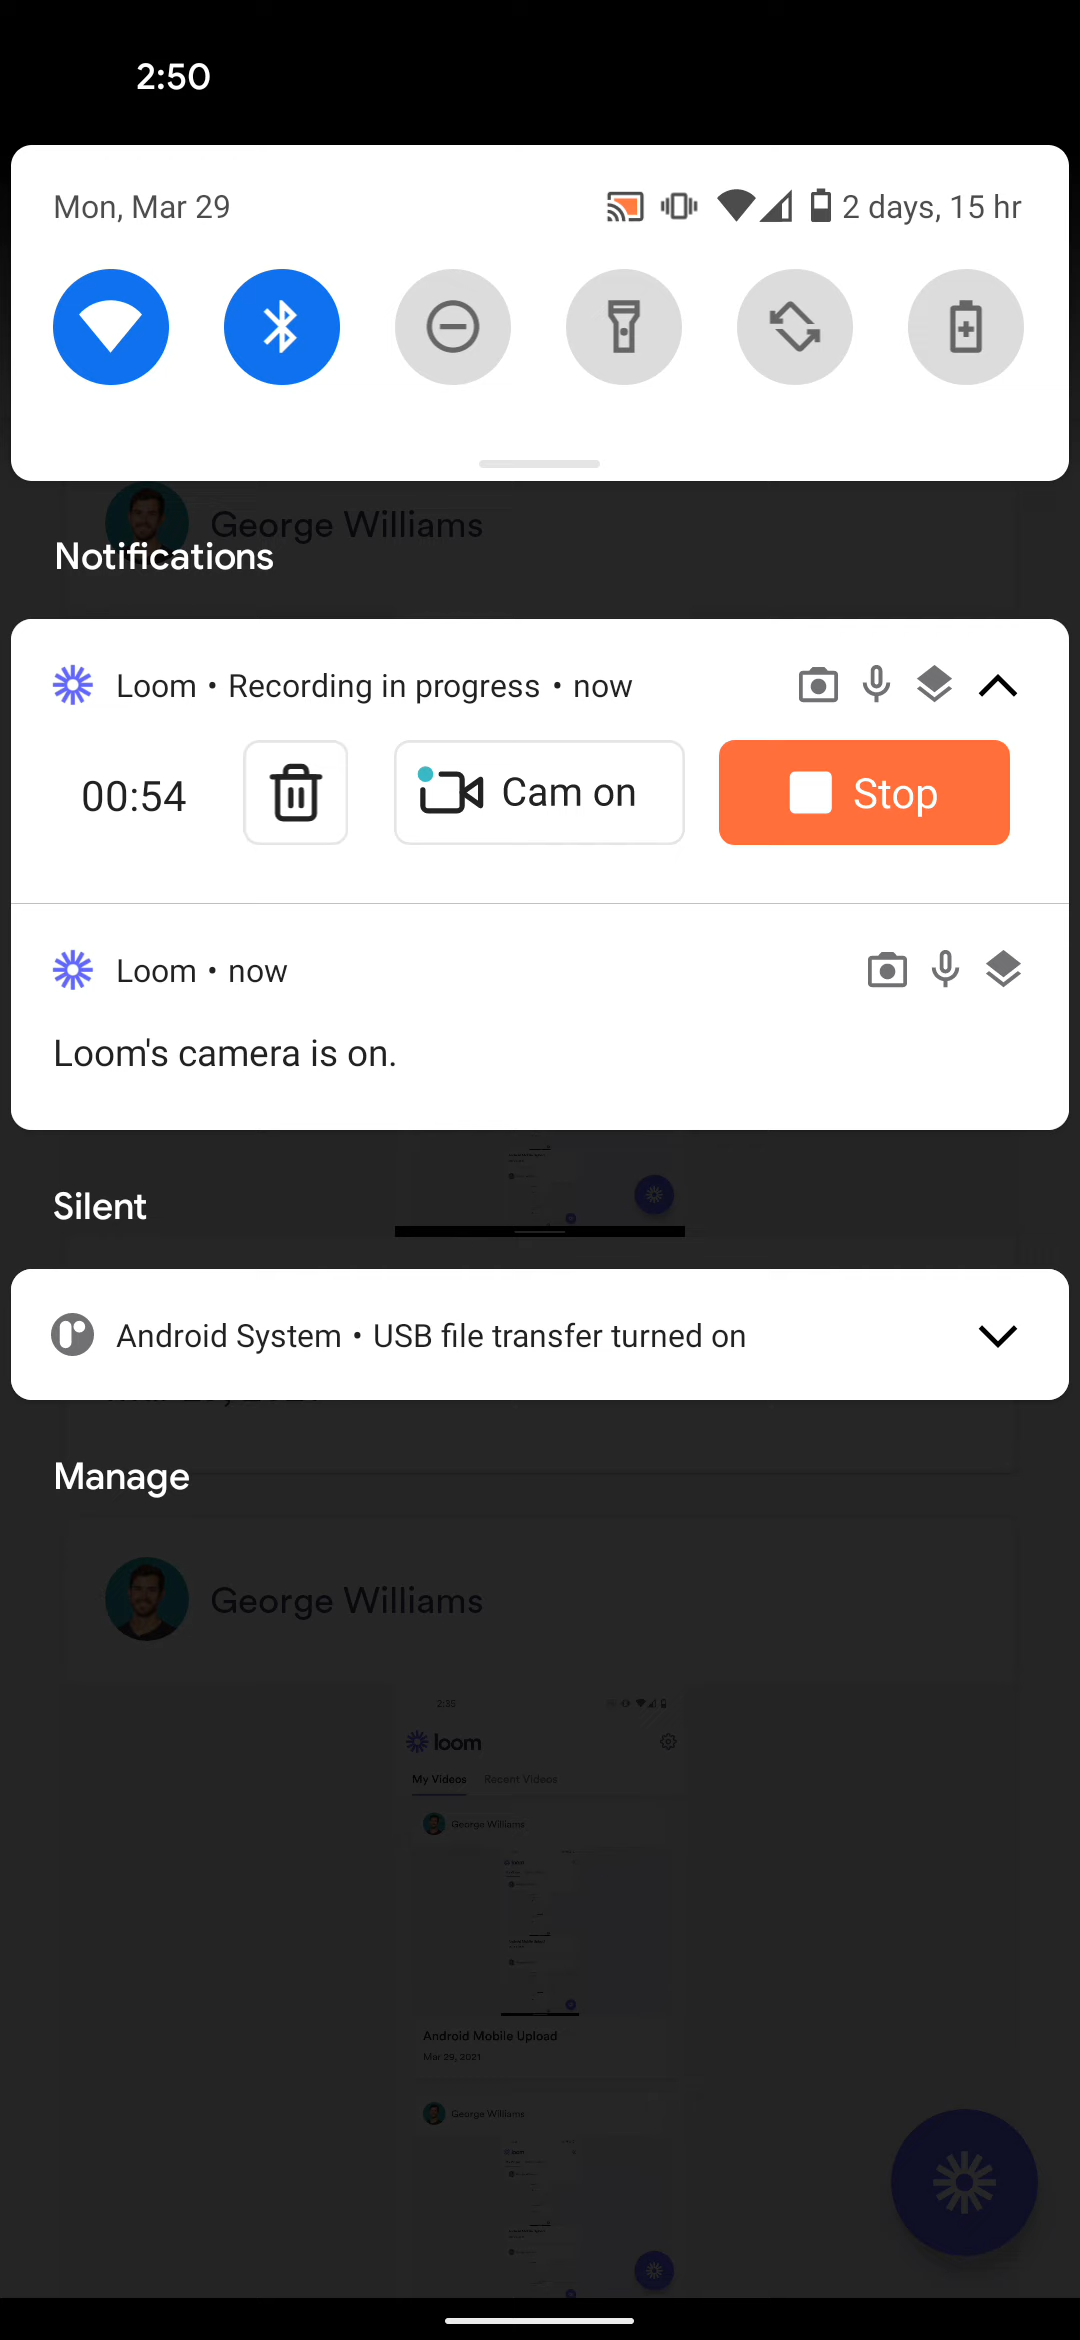 2:50
Mon, Mar 29
2 days, 15 hr
George Williams
Notifications
Loom • Recording in progress • now
00:54
Cam on
Stop
Loom • now
Loom's camera is on.
Silent
Android System • USB file transfer turned on
Manage
George Williams
2:35
loom
My Videos Recent Videos
George Williams
Android Mobile Upload
Mar 29, 2021
George Williams